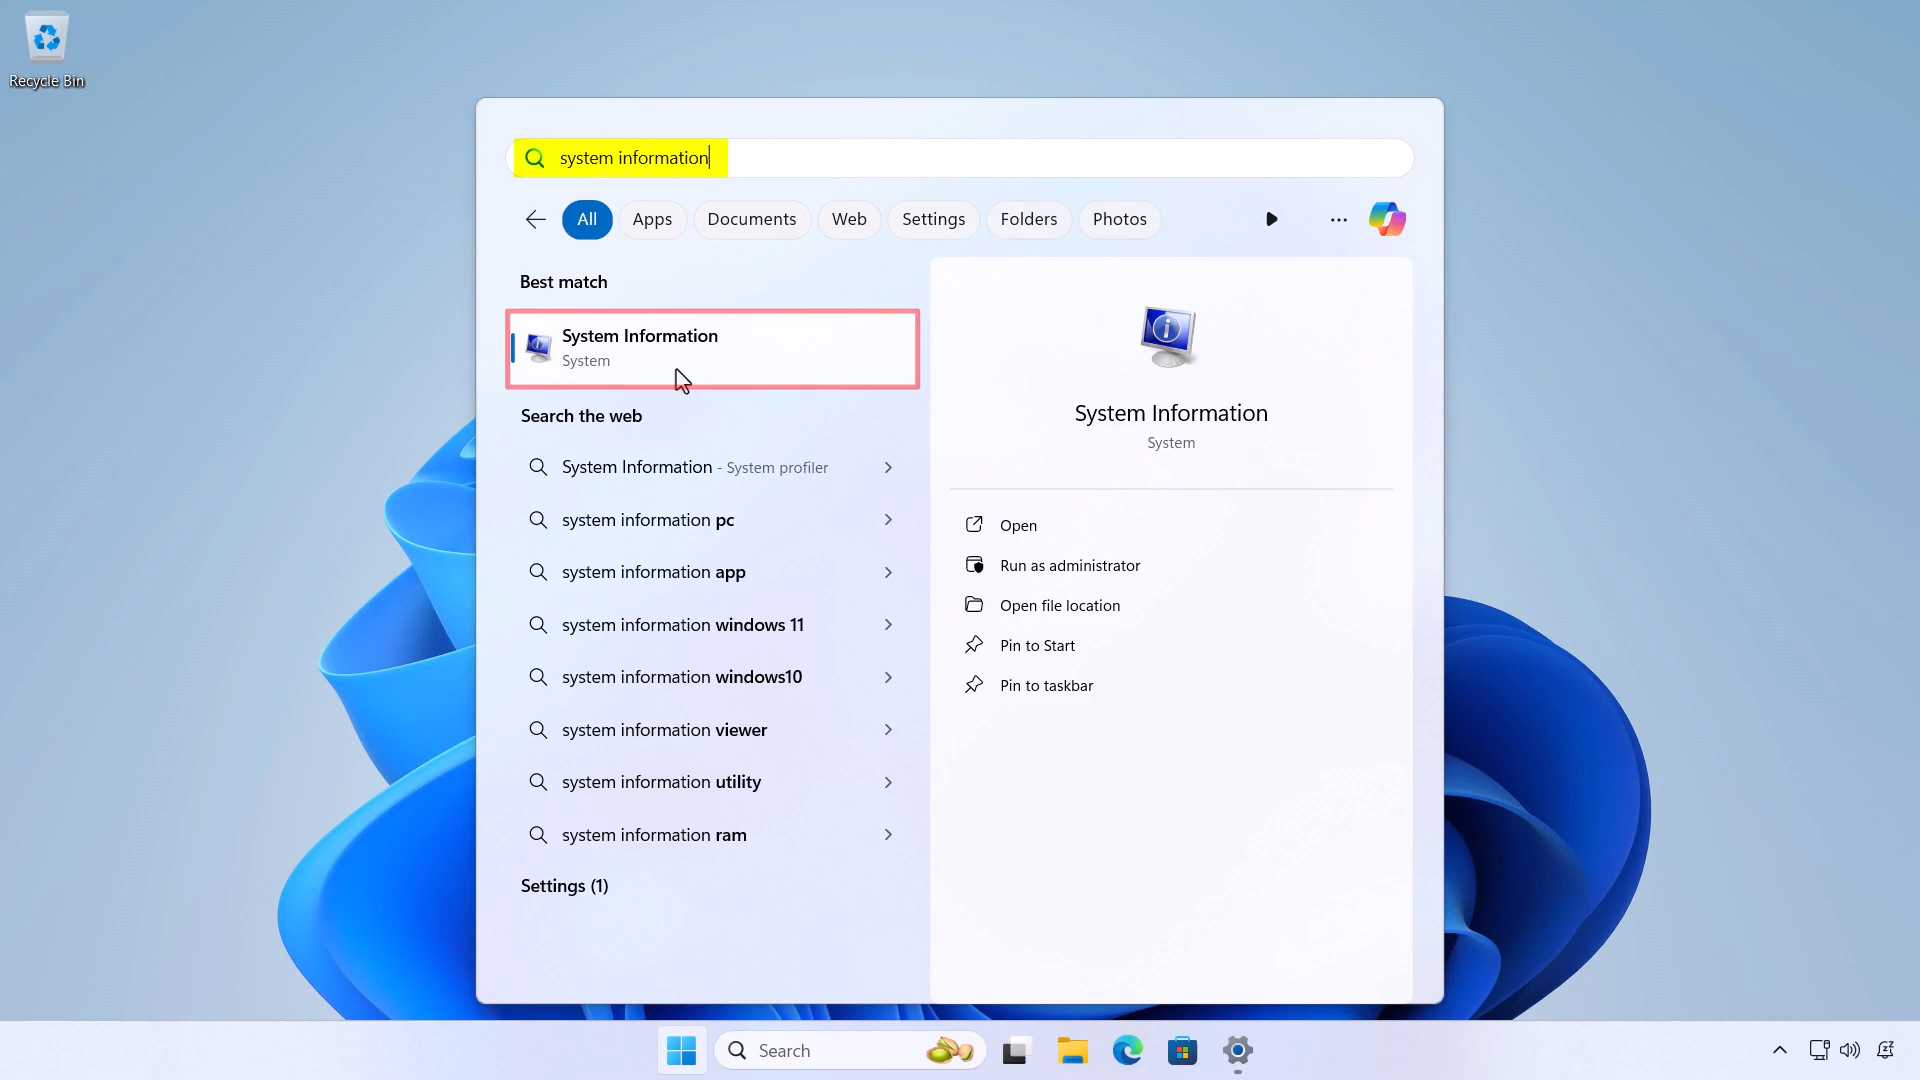 Recycle Bin
system information
All Apps Documents Web Settings Folders Photos
Best match
System Information
System
Search the web
System Information - System profiler
system information pc
system information app
system information windows 11
system information windows10
system information viewer
system information utility
system information ram
Settings (1)
System Information
System
Open
Run as administrator
Open file location
Pin to Start
Pin to taskbar
Search